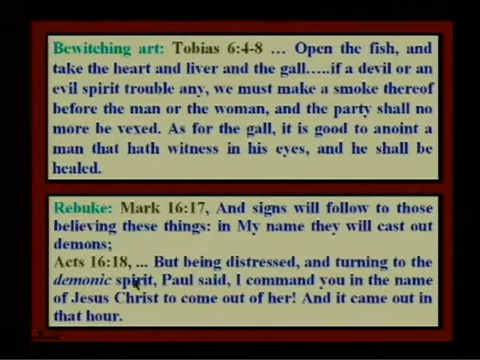 Bewitching art: Tobias 6:4-8 ... Open the fish, and
take the heart and liver and the gall.....if a devil or an
evil spirit trouble any, we must make a smoke thereof
before the man or the woman, and the party shall no
more be vexed. As for the gall, it is good to anoint a
man that hath witness in his eyes, and he shall be
healed.
Rebuke: Mark 16:17, And signs will follow to those
believing these things: in My name they will cast out
demons;
Acts 16:18, ... But being distressed, and turning to the
demonic spirit, Paul said, I command you in the name
of Jesus Christ to come out of her! And it came out in
that hour.